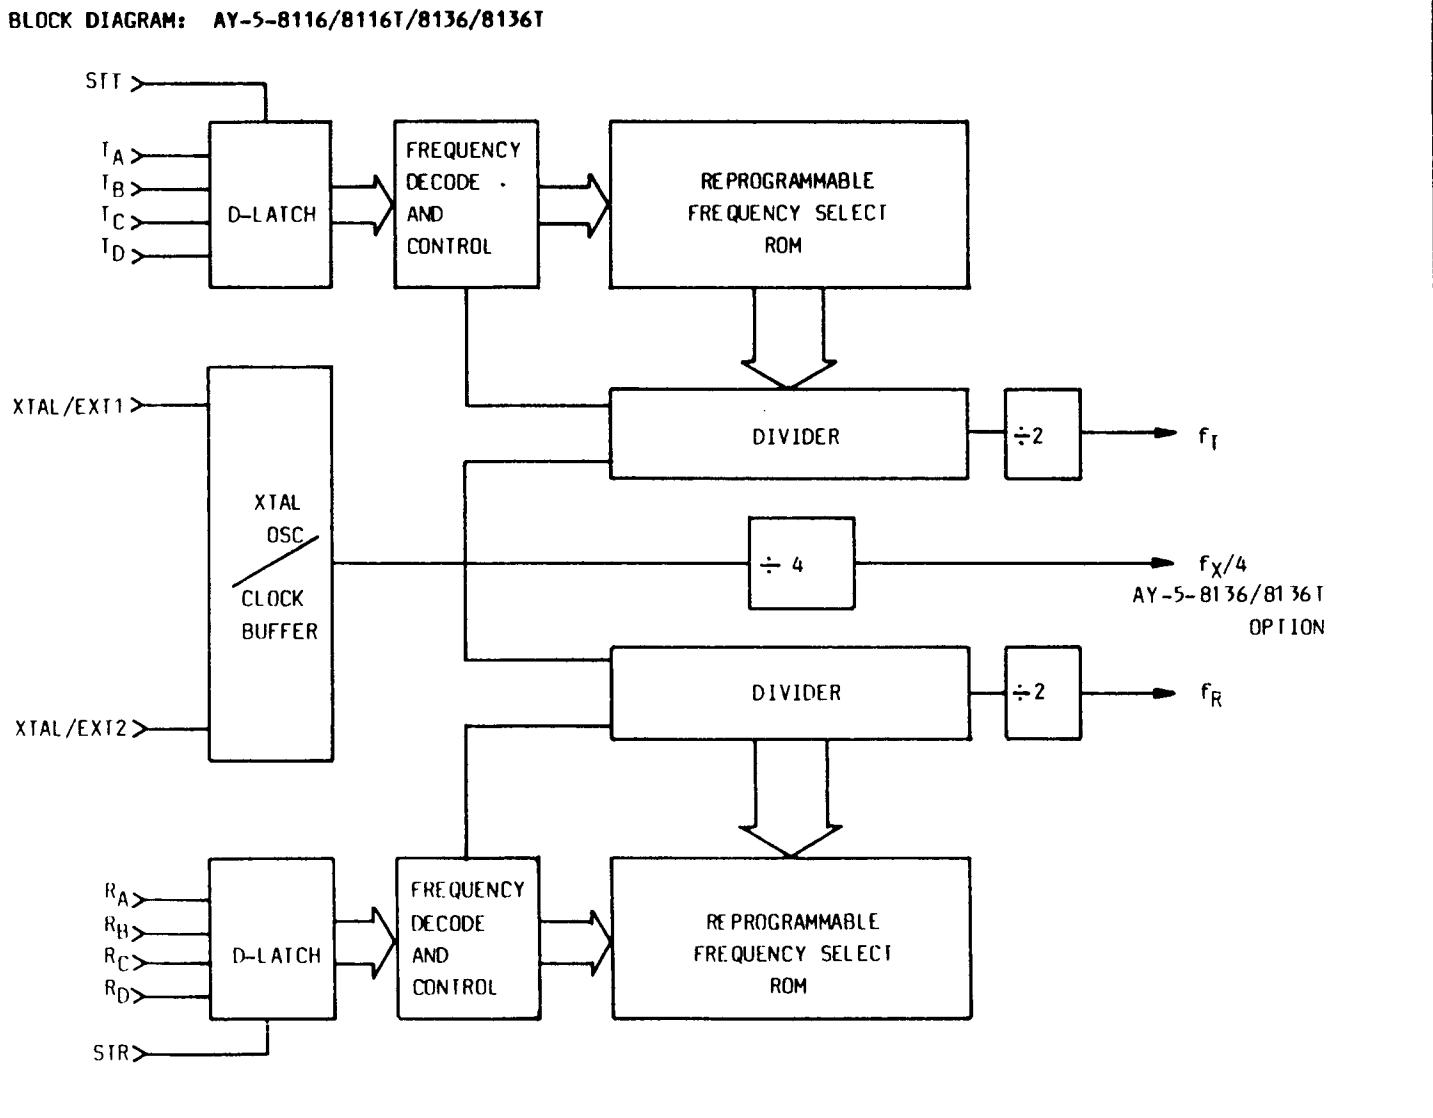 BLOCK DIAGRAM: AY-5-8116/8116T/8136/8136T
STT
TA
TB
TC
TD
D-LATCH
FREQUENCY
DECODE
AND
CONTROL
REPROGRAMMABLE
FREQUENCY SELECT
ROM
XTAL/EXT1
XTAL
OSC
CLOCK
BUFFER
XTAL/EXT2
DIVIDER
÷2
fT
÷ 4
fX/4
AY-5-8136/8136T
OPTION
DIVIDER
÷2
fR
RA
RB
RC
RD
STR
D-LATCH
FREQUENCY
DECODE
AND
CONTROL
REPROGRAMMABLE
FREQUENCY SELECT
ROM